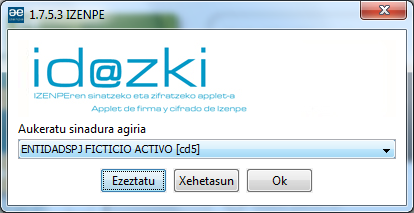 1.7.5.3 IZENPE
id@zki
IZENPEren sinatzeko eta zifratzeko applet-a
Applet de firma y cifrado de Izenpe
Aukeratu sinadura agiria
ENTIDADSPJ FICTICIO ACTIVO [cd5]
Ezeztatu Xehetasun Ok